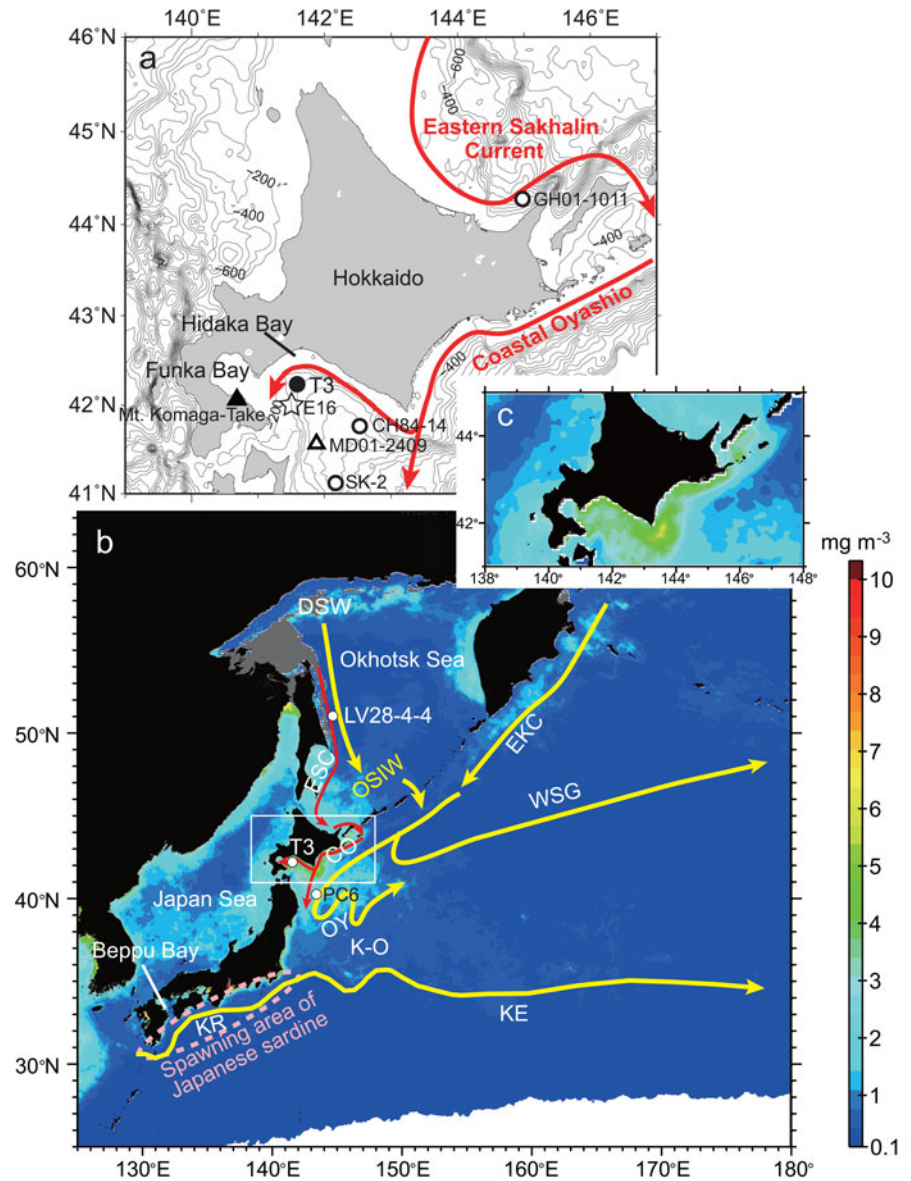 140°E
142°E
144°E
146°E
46°N
a
−600
−400
Eastern Sakhalin
Current
45°N
−200
GH01-1011
−400
44°N
−400
−600
Hokkaido
Coastal Oyashio
43°N
Hidaka Bay
−400
Funka Bay
T3
42°N
Mt. Komaga-Take
E16
CH84-14
MD01-2409
SK-2
41°N
c
44°
42°
138°
140°
142°
144°
146°
148°
mg m-3
b
60°N
DSW
10
Okhotsk Sea
9
LV28-4-4
50°N
EKC
8
ESC
OSIW
7
WSG
6
T3
CO
5
40°N
Japan Sea
PC6
OY
4
K-O
Beppu Bay
3
KR
KE
2
Spawning area of
Japanese sardine
30°N
1
0.1
130°E
140°E
150°E
160°E
170°E
180°